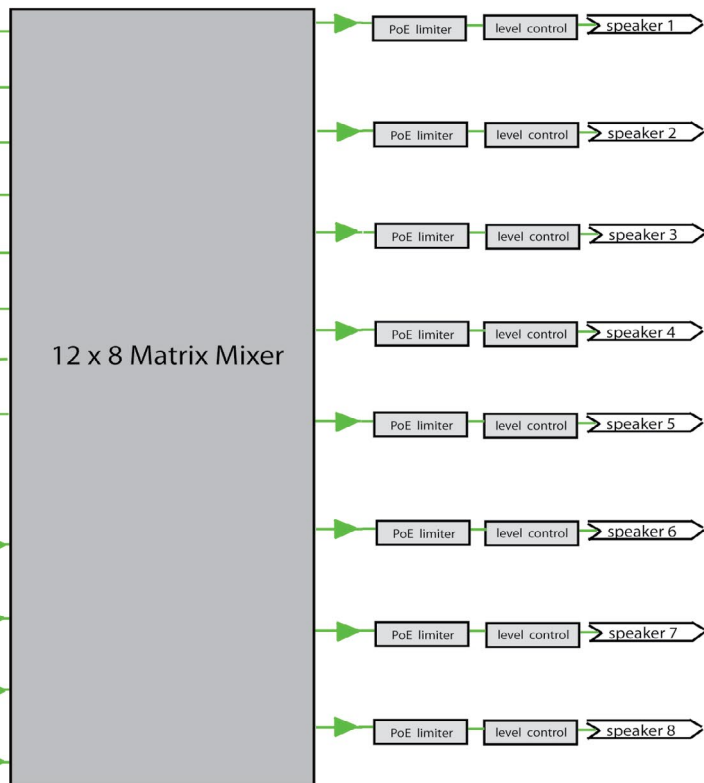 PoE limiter level control speaker 1
PoE limiter level control speaker 2
PoE limiter level control speaker 3
12 x 8 Matrix Mixer
PoE limiter level control speaker 4
PoE limiter level control speaker 5
PoE limiter level control speaker 6
PoE limiter level control speaker 7
PoE limiter level control speaker 8